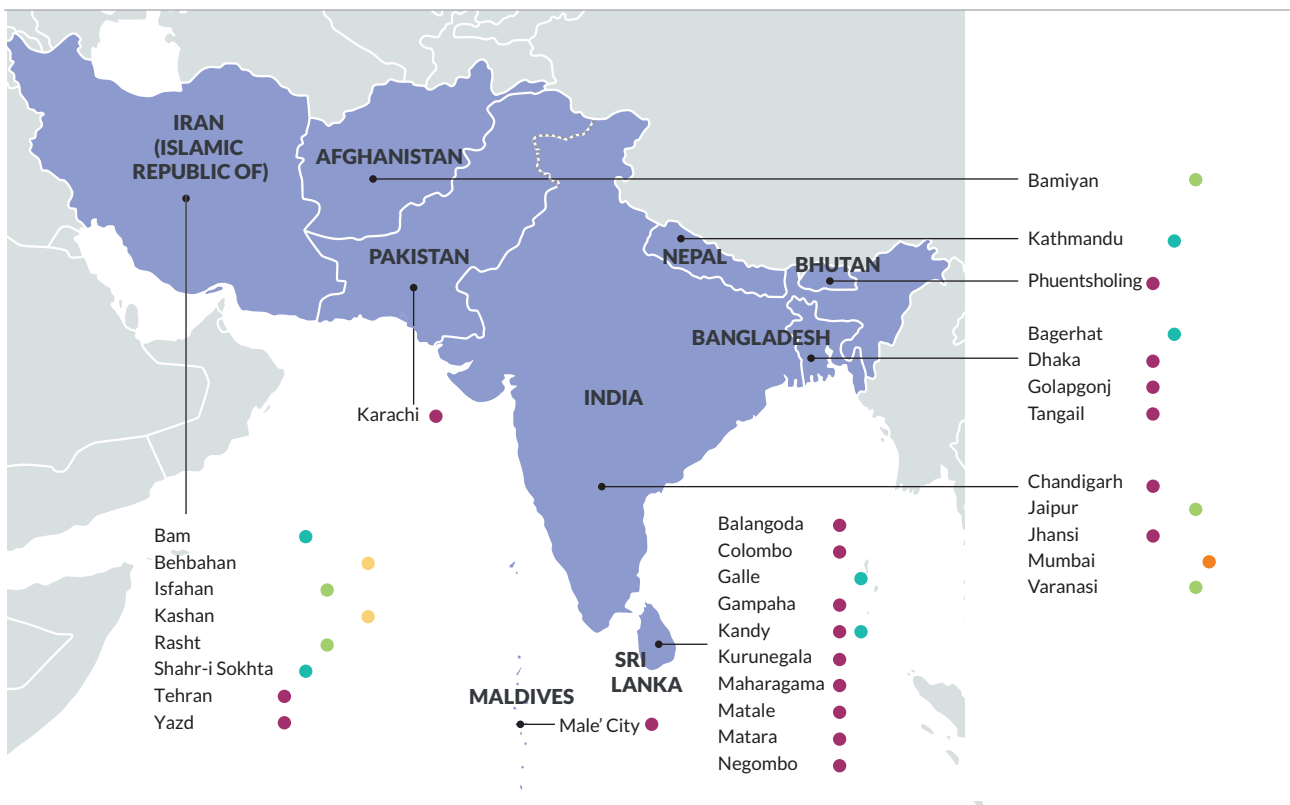 IRAN
(ISLAMIC
REPUBLIC OF)
AFGHANISTAN
PAKISTAN
NEPAL
BHUTAN
BANGLADESH
INDIA
SRI
LANKA
MALDIVES
Bamiyan
Kathmandu
Phuentsholing
Bagerhat
Dhaka
Golapgonj
Tangail
Chandigarh
Jaipur
Jhansi
Mumbai
Varanasi
Karachi
Bam
Behbahan
Isfahan
Kashan
Rasht
Shahr-i Sokhta
Tehran
Yazd
Balangoda
Colombo
Galle
Gampaha
Kandy
Kurunegala
Maharagama
Matale
Matara
Negombo
Male' City